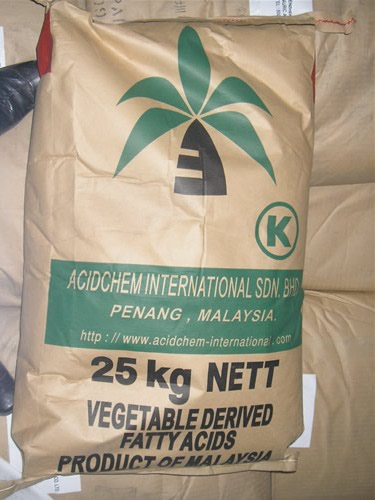 K
ACIDCHEM INTERNATIONAL SDN. BHD
PENANG , MALAYSIA.
http : // www.acidchem-international.com
25 kg NETT
VEGETABLE DERIVED
FATTY ACIDS
PRODUCT OF MALAYSIA